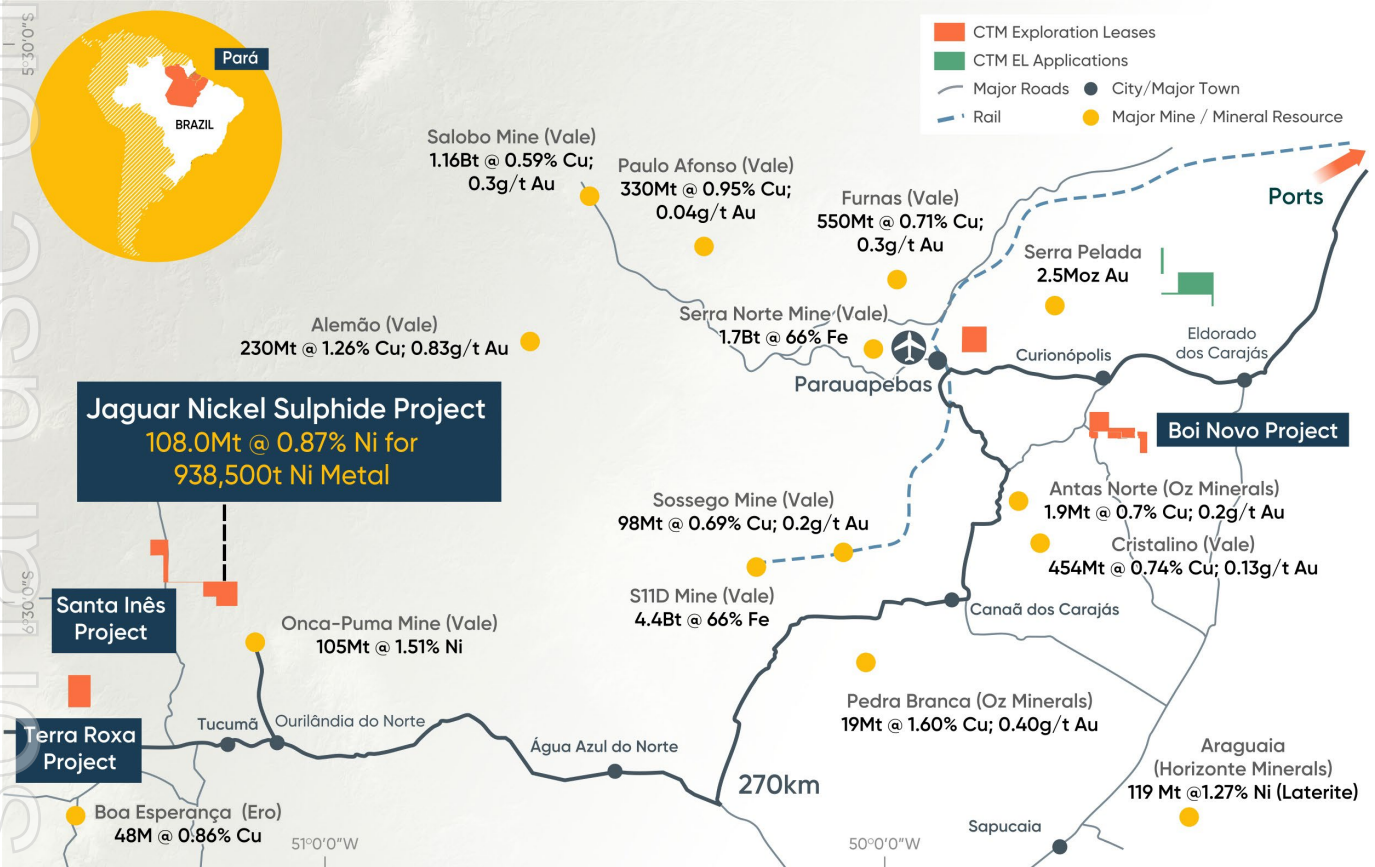 Pará
BRAZIL
CTM Exploration Leases
CTM EL Applications
Major Roads
City/Major Town
Rail
Major Mine / Mineral Resource
5°30'0"S
Salobo Mine (Vale)
1.16Bt @ 0.59% Cu;
0.3g/t Au
Paulo Afonso (Vale)
330Mt @ 0.95% Cu;
0.04g/t Au
Furnas (Vale)
550Mt @ 0.71% Cu;
0.3g/t Au
Ports
Serra Pelada
2.5Moz Au
Alemão (Vale)
230Mt @ 1.26% Cu; 0.83g/t Au
Serra Norte Mine (Vale)
1.7Bt @ 66% Fe
Parauapebas
Curionópolis
Eldorado
dos Carajás
Jaguar Nickel Sulphide Project
108.0Mt @ 0.87% Ni for
938,500t Ni Metal
Boi Novo Project
Sossego Mine (Vale)
98Mt @ 0.69% Cu; 0.2g/t Au
Antas Norte (Oz Minerals)
1.9Mt @ 0.7% Cu; 0.2g/t Au
Cristalino (Vale)
454Mt @ 0.74% Cu; 0.13g/t Au
S11D Mine (Vale)
4.4Bt @ 66% Fe
Canaã dos Carajás
6°30'0"S
Santa Inês
Project
Onca-Puma Mine (Vale)
105Mt @ 1.51% Ni
Pedra Branca (Oz Minerals)
19Mt @ 1.60% Cu; 0.40g/t Au
Terra Roxa
Project
Tucumã
Ourilândia do Norte
Água Azul do Norte
270km
Araguaia
(Horizonte Minerals)
119 Mt @1.27% Ni (Laterite)
Boa Esperança (Ero)
48M @ 0.86% Cu
Sapucaia
51°0'0"W
50°0'0"W